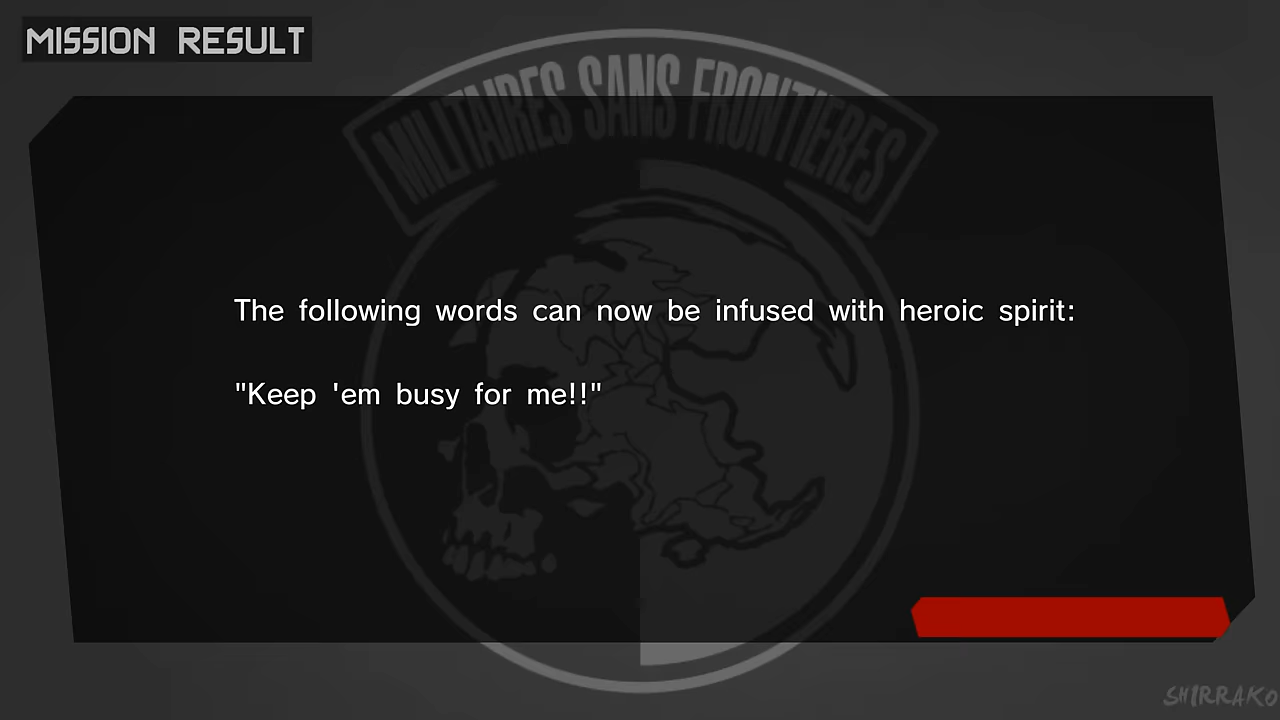 MISSION RESULT
MILITAIRES SANS FRONTIERES
The following words can now be infused with heroic spirit:
"Keep 'em busy for me!!"
SHIRRAKO